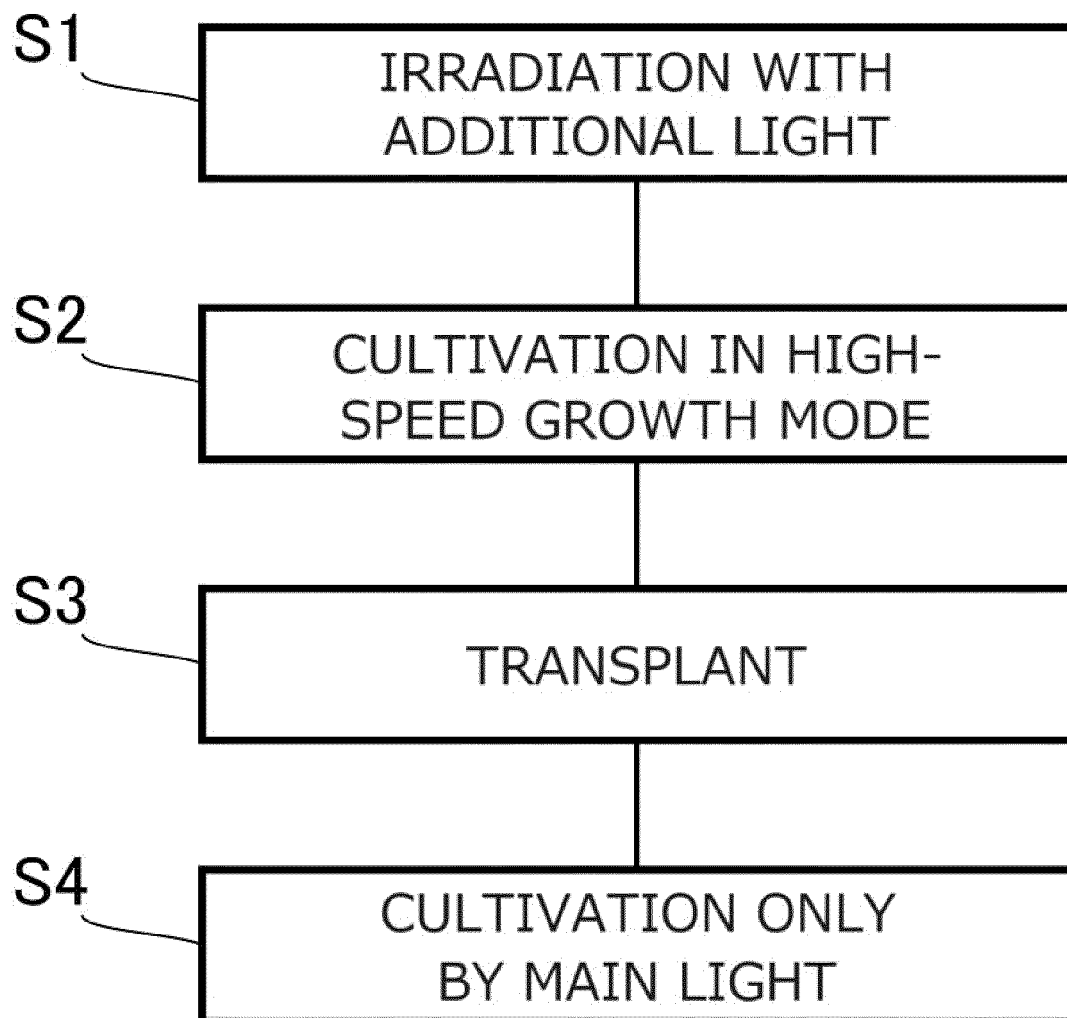 S1
IRRADIATION WITH
ADDITIONAL LIGHT
S2
CULTIVATION IN HIGH-
SPEED GROWTH MODE
S3
TRANSPLANT
S4
CULTIVATION ONLY
BY MAIN LIGHT